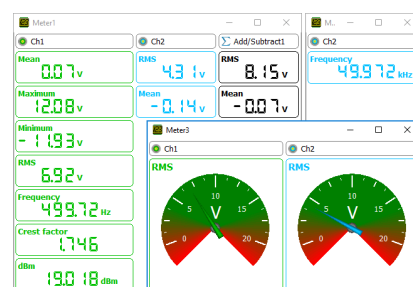 Meter1
M..
Ch1
Ch2
Add/Subtract1
Ch2
Mean
0.07 v
RMS
4.31 v
RMS
8.15 v
Frequency
49.972 kHz
Maximum
12.08 v
Mean
-0.14 v
Mean
-0.07 v
Minimum
-11.93 v
Meter3
Ch1
Ch2
RMS
6.92 v
RMS
0
5
10
15
20
V
RMS
0
5
10
15
20
V
Frequency
499.72 Hz
Crest factor
1.746
dBm
19.018 dBm